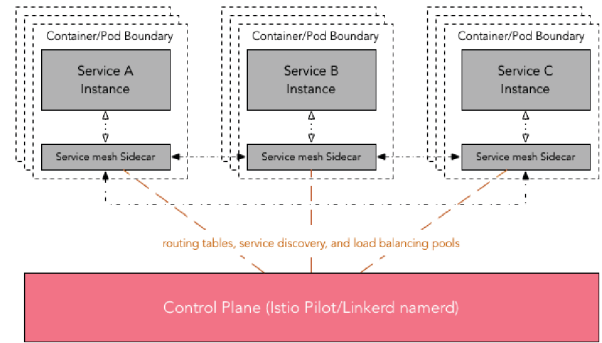 Container/Pod Boundary
Service A
Instance
Service mesh Sidecar
Container/Pod Boundary
Service B
Instance
Service mesh Sidecar
Container/Pod Boundary
Service C
Instance
Service mesh Sidecar
routing tables, service discovery, and load balancing pools
Control Plane (Istio Pilot/Linkerd namerd)